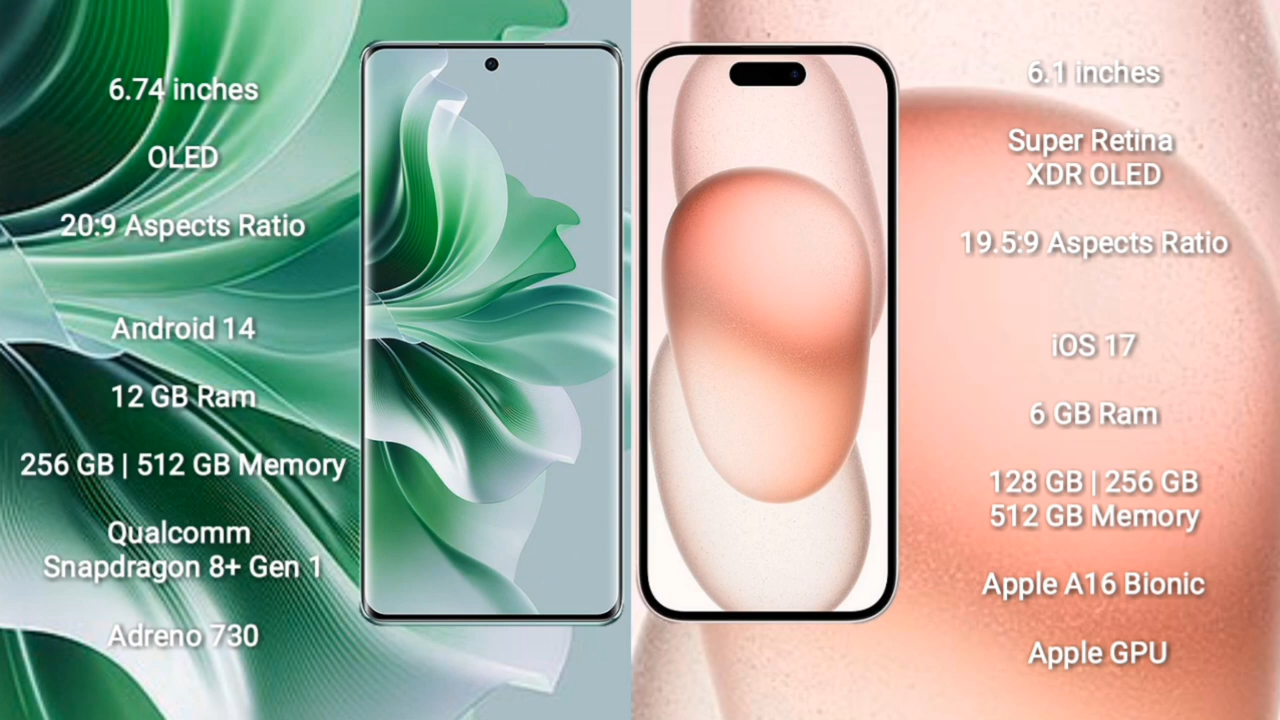 6.74 inches
OLED
20:9 Aspects Ratio
Android 14
12 GB Ram
256 GB | 512 GB Memory
Qualcomm
Snapdragon 8+ Gen 1
Adreno 730
6.1 inches
Super Retina
XDR OLED
19.5:9 Aspects Ratio
iOS 17
6 GB Ram
128 GB | 256 GB
512 GB Memory
Apple A16 Bionic
Apple GPU